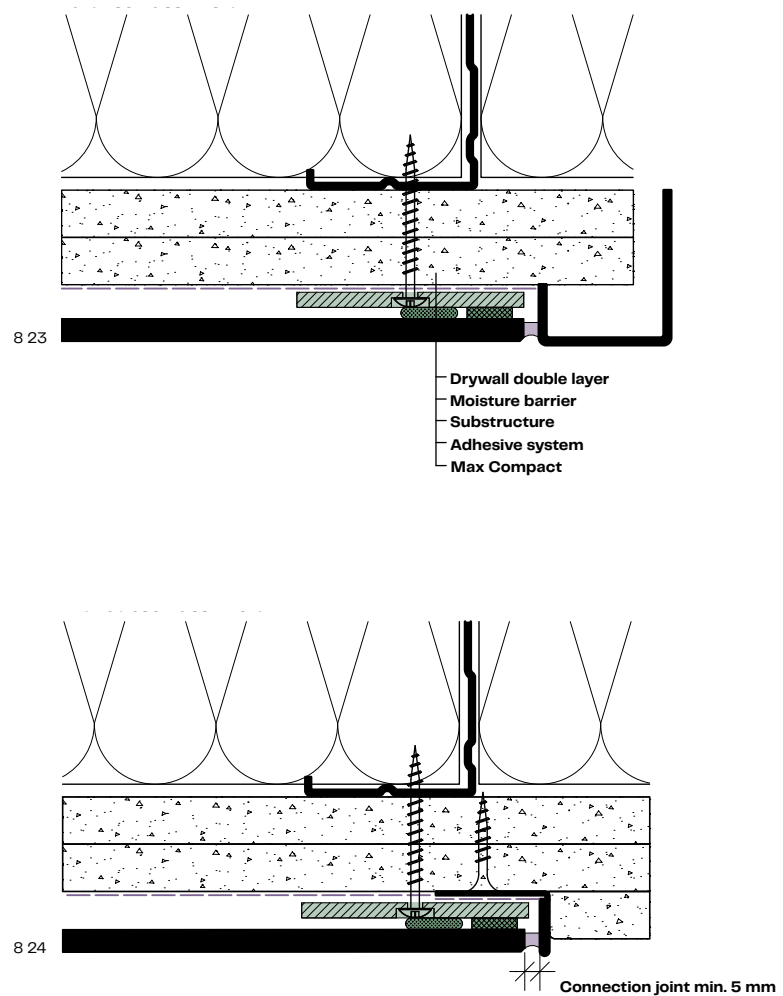 8 23
Drywall double layer
Moisture barrier
Substructure
Adhesive system
Max Compact
8 24
Connection joint min. 5 mm